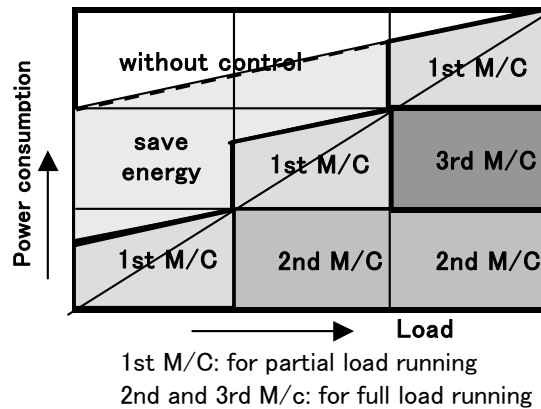 without control
1st M/C
save
energy
1st M/C
3rd M/C
1st M/C
2nd M/C
2nd M/C
Power consumption
Load
1st M/C: for partial load running
2nd and 3rd M/c: for full load running